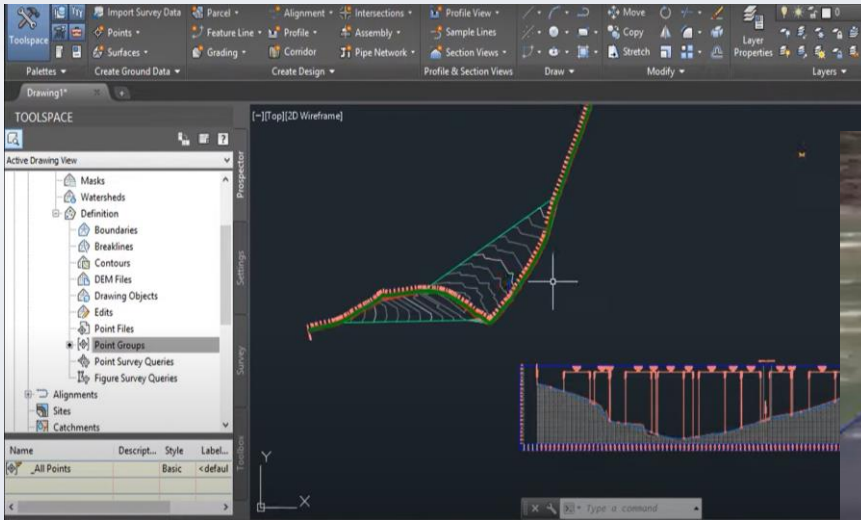 Import Survey Data Parcel Alignment Intersections Profile View Move
Toolspace Points Feature Line Profile Assembly Sample Lines Copy Layer Properties
Surfaces Grading Corridor Pipe Network Section Views Stretch
Palettes Create Ground Data Create Design Profile & Section Views Draw Modify Layers
Drawing1*
TOOLSPACE
[−][Top][2D Wireframe]
Active Drawing View
Prospector
Settings
Survey
Toolbox
Masks
Watersheds
Definition
Boundaries
Breaklines
Contours
DEM Files
Drawing Objects
Edits
Point Files
Point Groups
Point Survey Queries
Figure Survey Queries
Alignments
Sites
Catchments
Name Descript... Style Label...
_All Points Basic <defaul
Y
X
Type a command